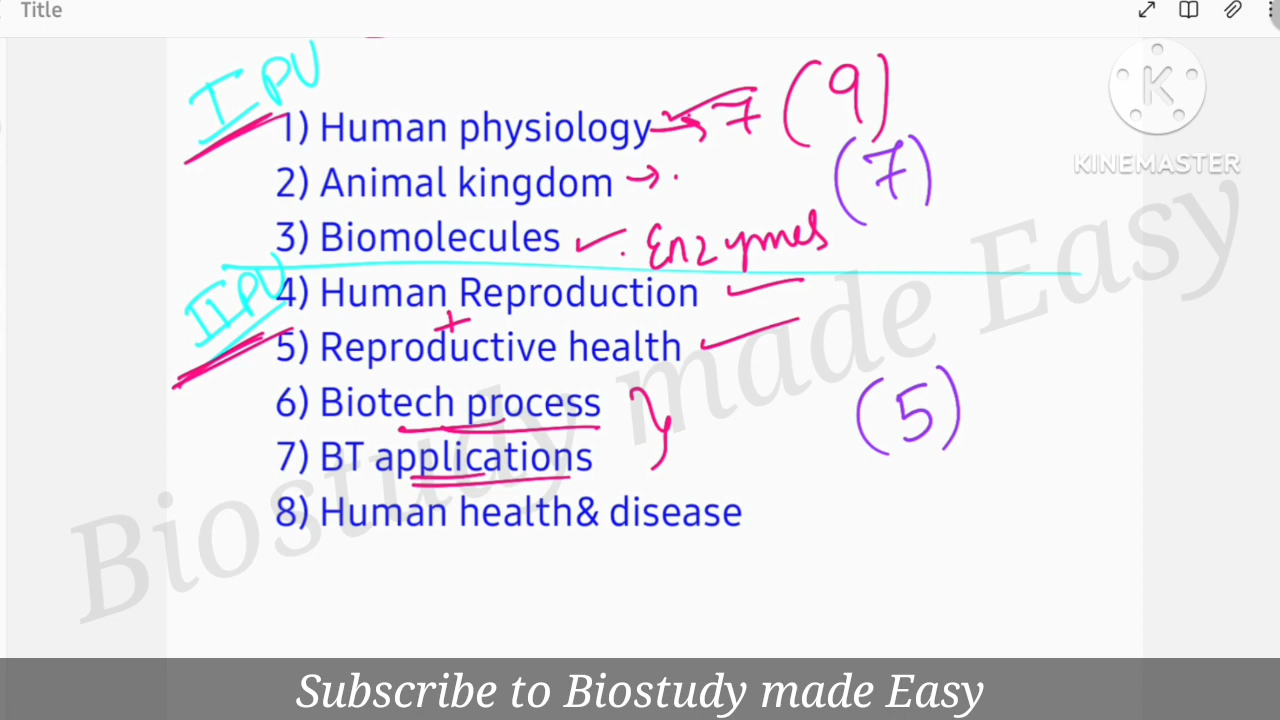 Title
I PU
1) Human physiology → 7 (9)
KINEMASTER
2) Animal kingdom → (7)
3) Biomolecules ✓ Enzymes
II PU
4) Human Reproduction
+
5) Reproductive health
6) Biotech process
(5)
7) BT applications
8) Human health& disease
Biostudy made Easy
Subscribe to Biostudy made Easy